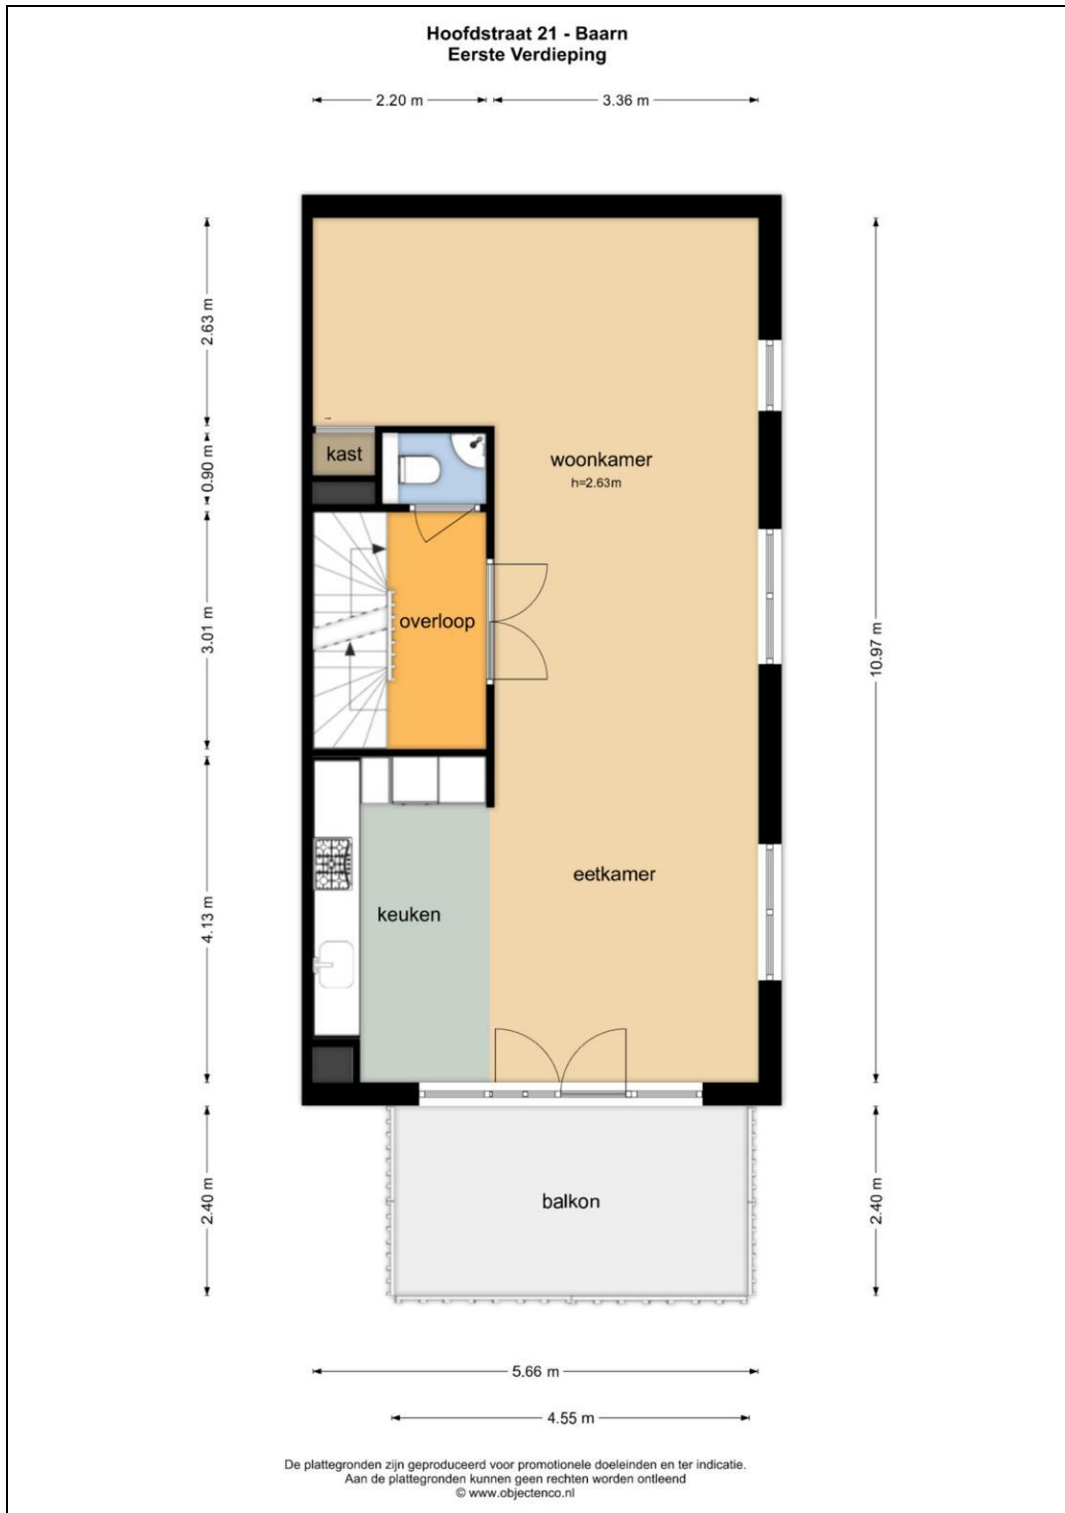 Hoofdstraat 21 - Baarn
Eerste Verdieping
2.20 m
3.36 m
2.63 m
0.90 m
3.01 m
4.13 m
2.40 m
10.97 m
2.40 m
kast
woonkamer
h=2.63m
overloop
eetkamer
keuken
balkon
5.66 m
4.55 m
De plattegronden zijn geproduceerd voor promotionele doeleinden en ter indicatie.
Aan de plattegronden kunnen geen rechten worden ontleend
© www.objectenco.nl